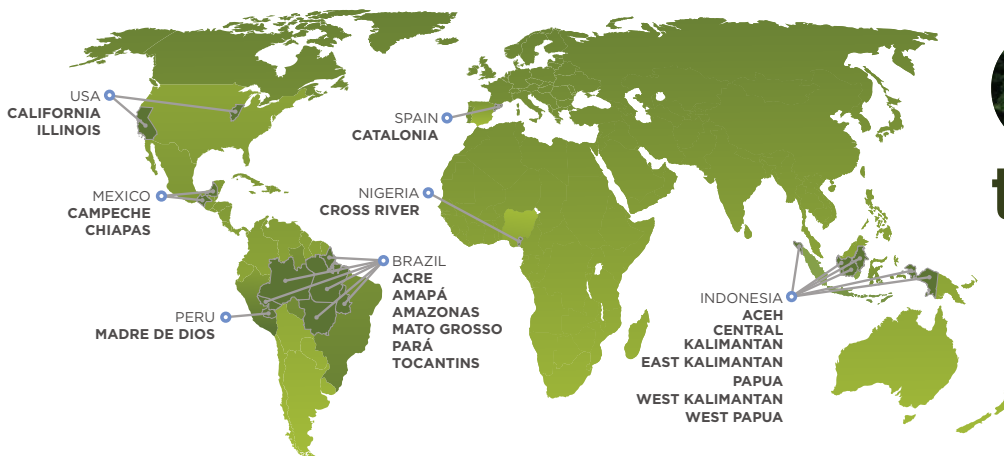 USA
CALIFORNIA
ILLINOIS
MEXICO
CAMPECHE
CHIAPAS
PERU
MADRE DE DIOS
BRAZIL
ACRE
AMAPÁ
AMAZONAS
MATO GROSSO
PARÁ
TOCANTINS
SPAIN
CATALONIA
NIGERIA
CROSS RIVER
INDONESIA
ACEH
CENTRAL
KALIMANTAN
EAST KALIMANTAN
PAPUA
WEST KALIMANTAN
WEST PAPUA